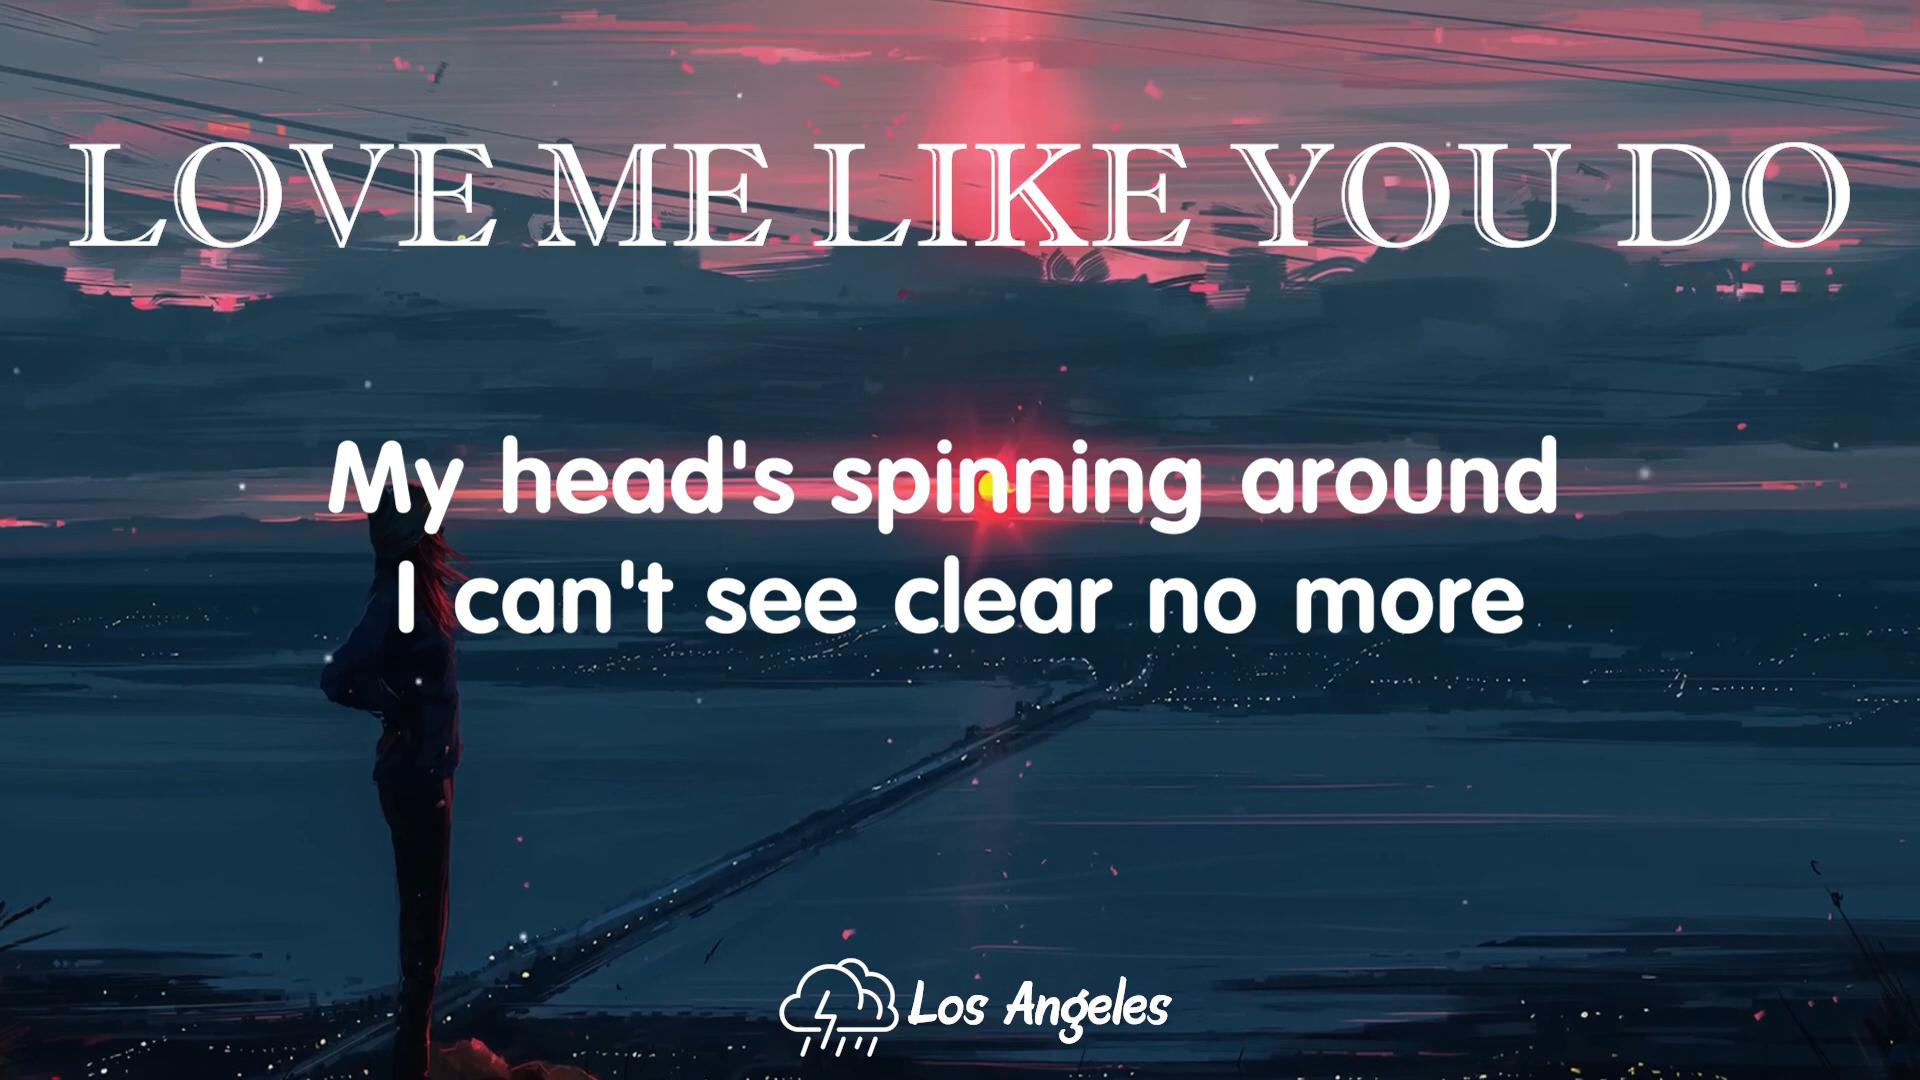 LOVE ME LIKE YOU DO
My head's spinning around
I can't see clear no more
Los Angeles